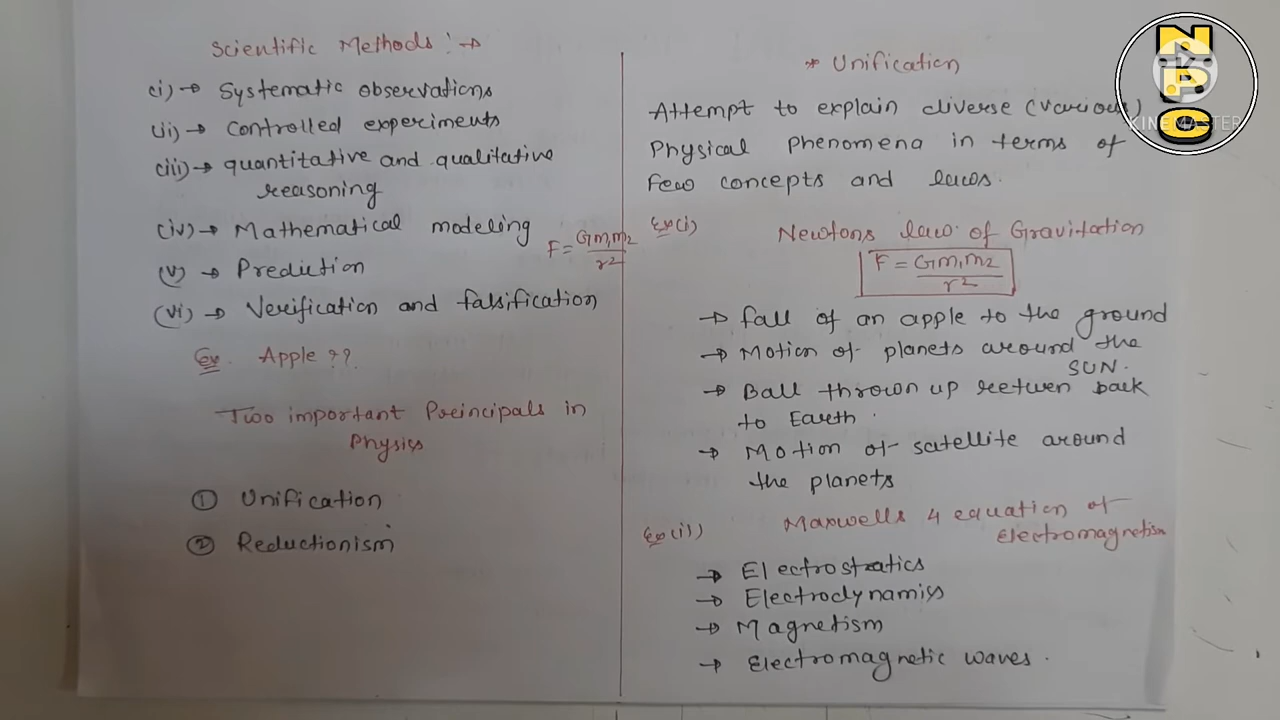 Scientific Methods :→
(i)→ Systematic observations
(ii)→ Controlled experiments
(iii)→ quantitative and qualitative
reasoning
(iv)→ Mathematical modeling
F = Gm1m2/r²
(v)→ Prediction
(vi)→ Verification and falsification
Ex. Apple ??
Two important Preincipals in
Physics
① Unification
② Reductionism
* Unification
Attempt to explain diverse (various)
Physical phenomena in terms of
few concepts and laws.
Ex(i) Newtons law of Gravitation
F = Gm1m2/r²
→ fall of an apple to the ground
→ Motion of planets around the
SUN.
→ Ball thrown up reeturn back
to Earth.
→ Motion of satellite around
the planets
Ex(ii) Maxwells 4 equation of
Electromagnetism
→ Electrostratics
→ Electrodynamiys
→ Magnetism
→ Electromagnetic waves.
KINEMASTER